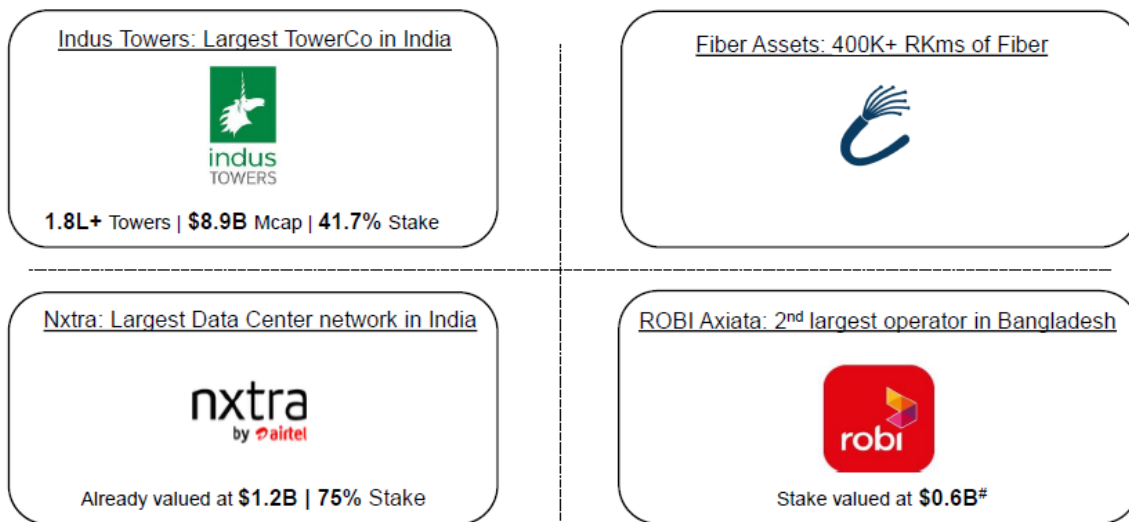 Indus Towers: Largest TowerCo in India
indus
TOWERS
1.8L+ Towers | $8.9B Mcap | 41.7% Stake
Fiber Assets: 400K+ RKms of Fiber
Nxtra: Largest Data Center network in India
nxtra
by airtel
Already valued at $1.2B | 75% Stake
ROBI Axiata: 2nd largest operator in Bangladesh
robi
Stake valued at $0.6B#